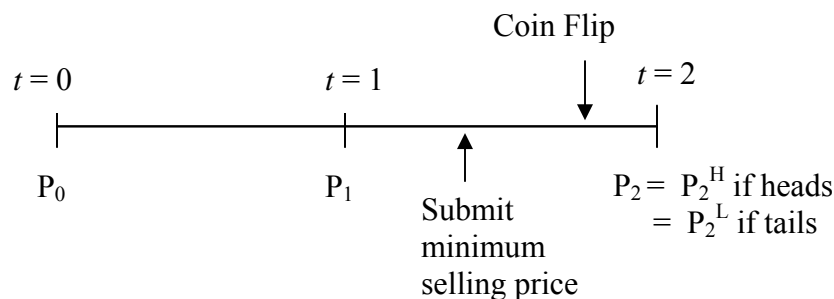 Coin Flip
t = 0
t = 1
t = 2
P₀
P₁
P₂ = P₂ᴴ if heads
= P₂ᴸ if tails
Submit
minimum
selling price